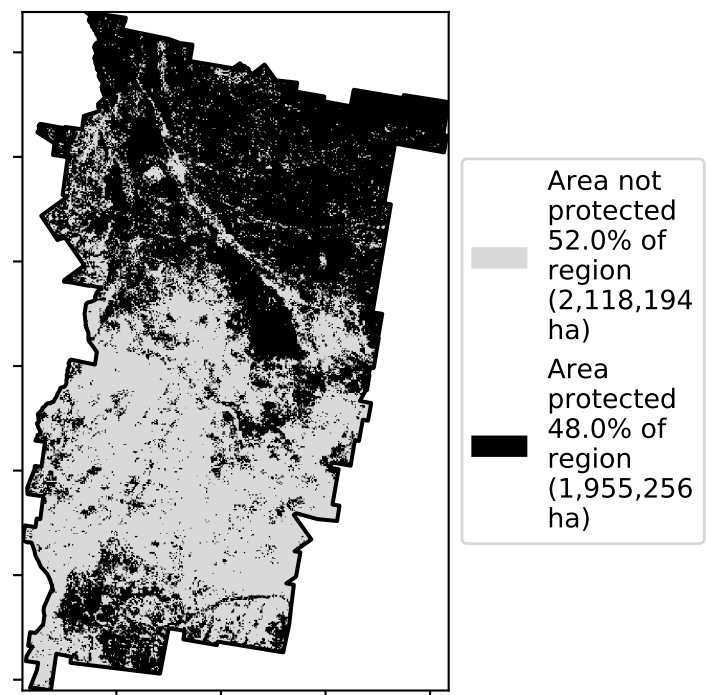 Area not
protected
52.0% of
region
(2,118,194
ha)
Area
protected
48.0% of
region
(1,955,256
ha)